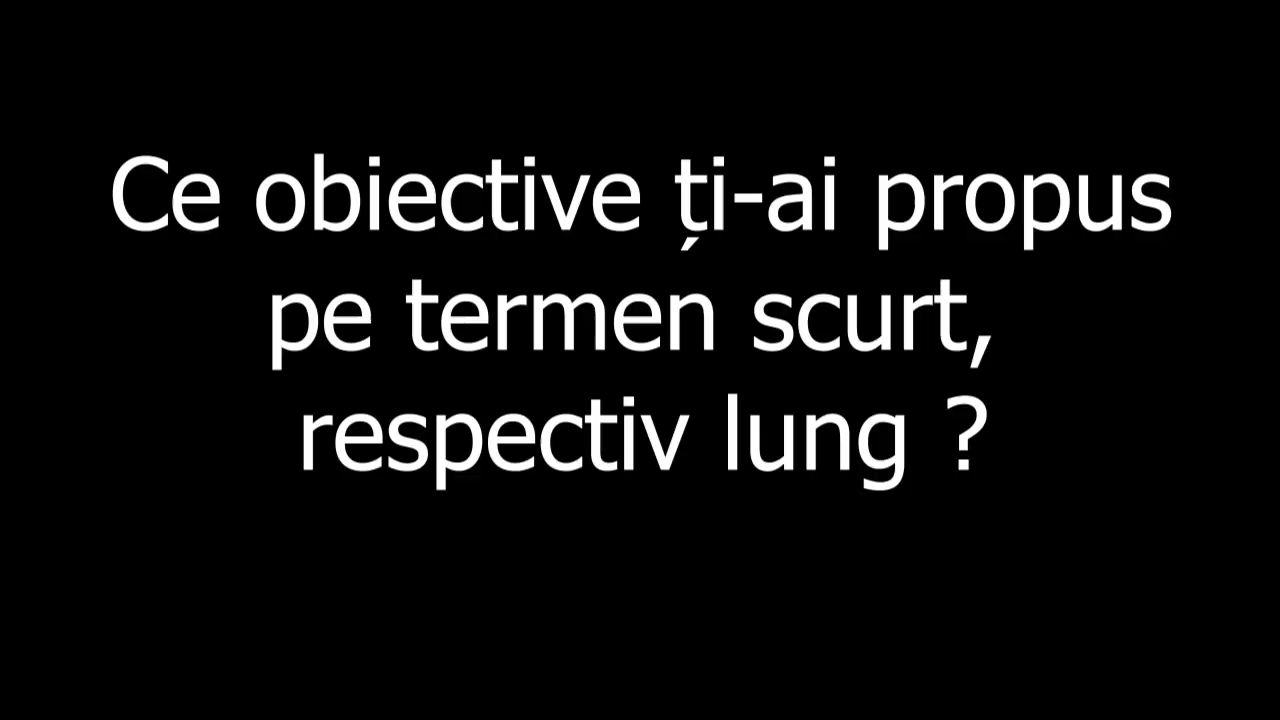 Ce obiective ți-ai propus
pe termen scurt,
respectiv lung ?